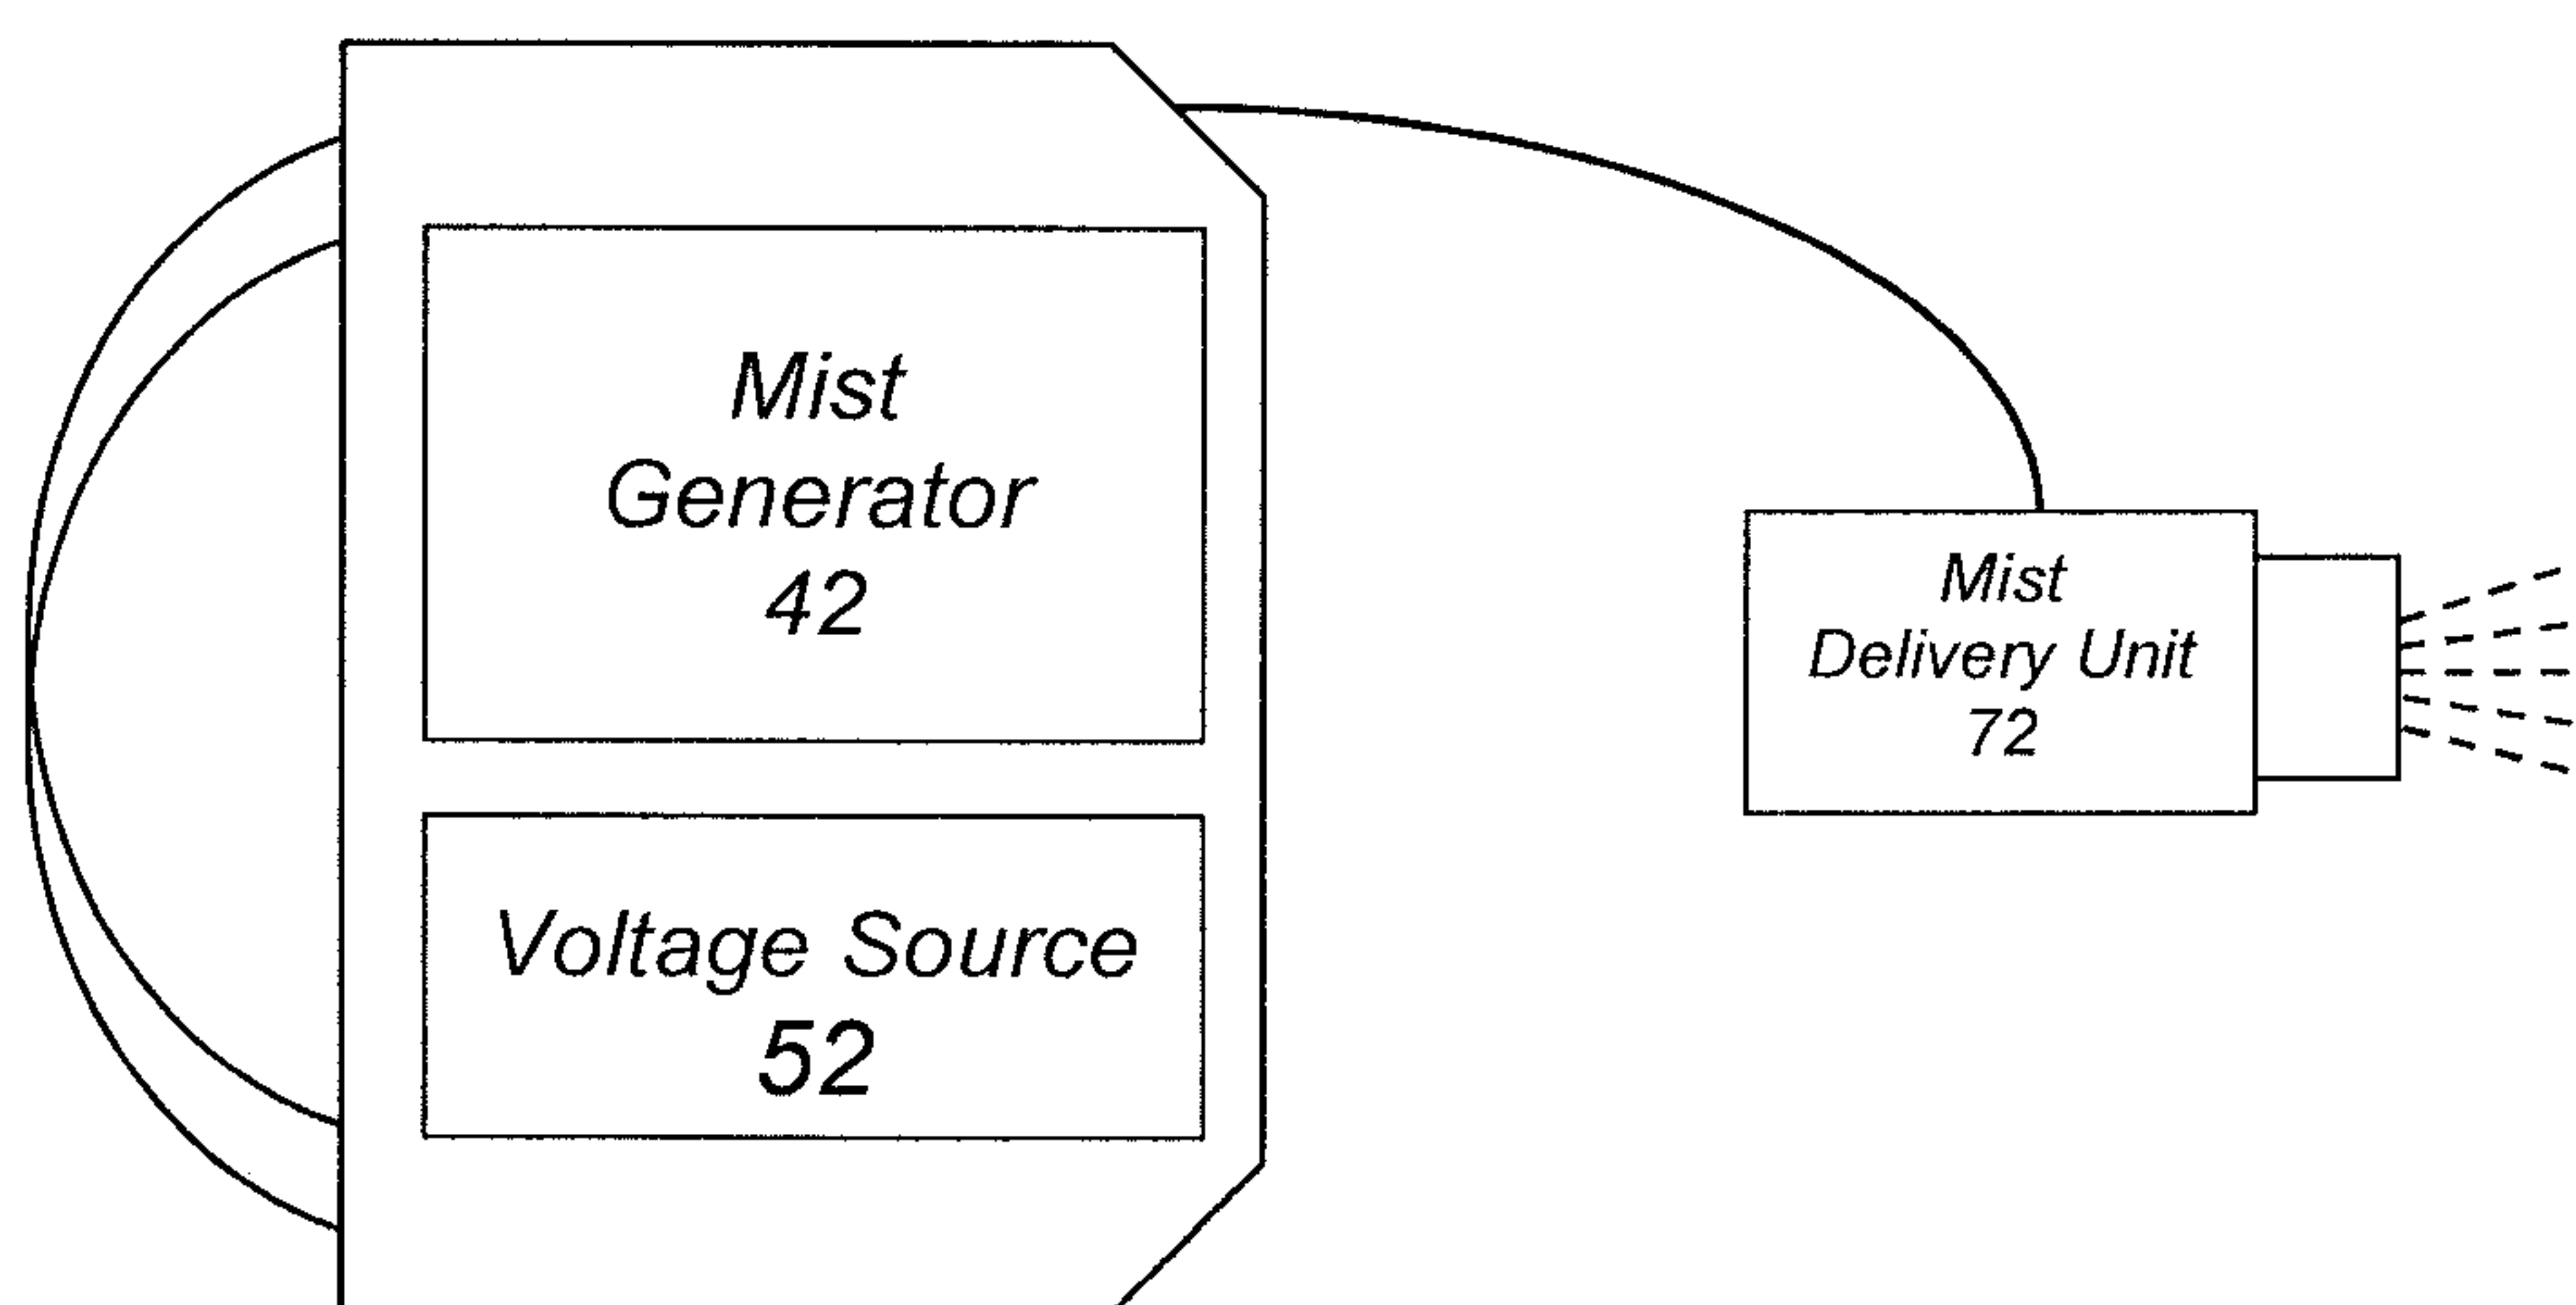 Mist
Generator
42
Voltage Source
52
Mist
Delivery Unit
72